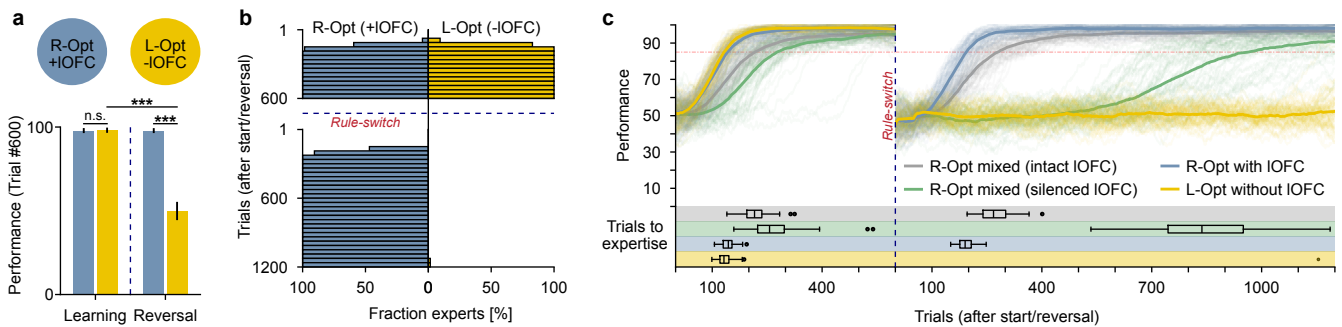 a
R-Opt
+lOFC
L-Opt
-lOFC
***
n.s.
***
100
0
Performance (Trial #600)
Learning
Reversal
b
R-Opt (+lOFC)
L-Opt (-lOFC)
1
600
Rule-switch
1
600
1200
Trials (after start/reversal)
100
50
0
0
50
100
Fraction experts [%]
c
90
70
50
30
10
Performance
Rule-switch
R-Opt mixed (intact lOFC)
R-Opt mixed (silenced lOFC)
R-Opt with lOFC
L-Opt without lOFC
Trials to
expertise
100
400
100
400
700
1000
Trials (after start/reversal)